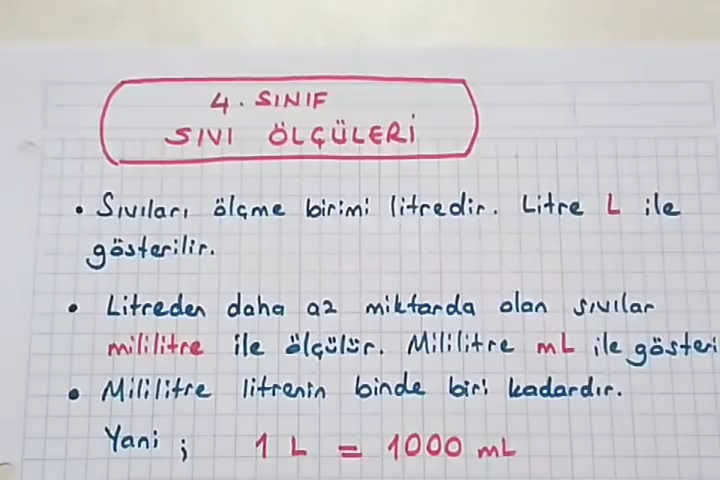 4. SINIF
SIVI ÖLÇÜLERİ
• Sıvıları ölçme birimi litredir. Litre L ile
gösterilir.
• Litreden daha az miktarda olan sıvılar
mililitre ile ölçülür. Mililitre mL ile gösteri
• Mililitre litrenin binde biri kadardır.
Yani ; 1 L = 1000 mL